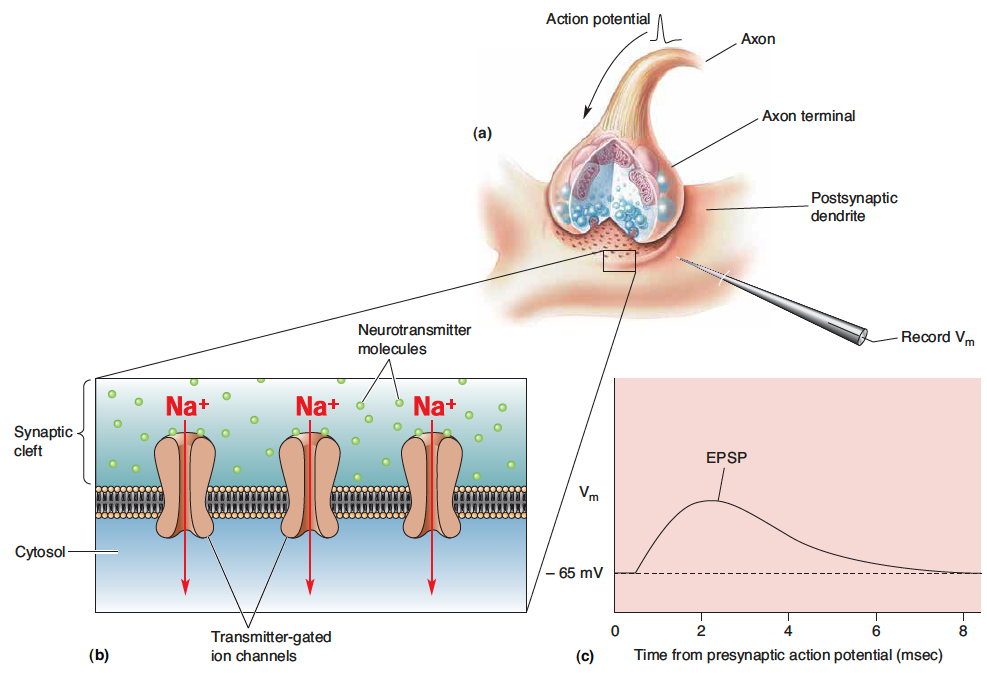 Action potential
Axon
Axon terminal
(a)
Postsynaptic
dendrite
Record Vm
Neurotransmitter
molecules
Na+ Na+ Na+
Synaptic
cleft
Cytosol
Transmitter-gated
ion channels
(b)
EPSP
Vm
– 65 mV
0 2 4 6 8
Time from presynaptic action potential (msec)
(c)